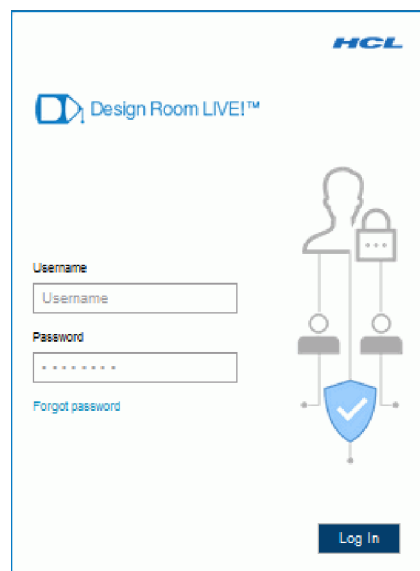 HCL
Design Room LIVE!™
Username
Username
Password
Forgot password
Log In